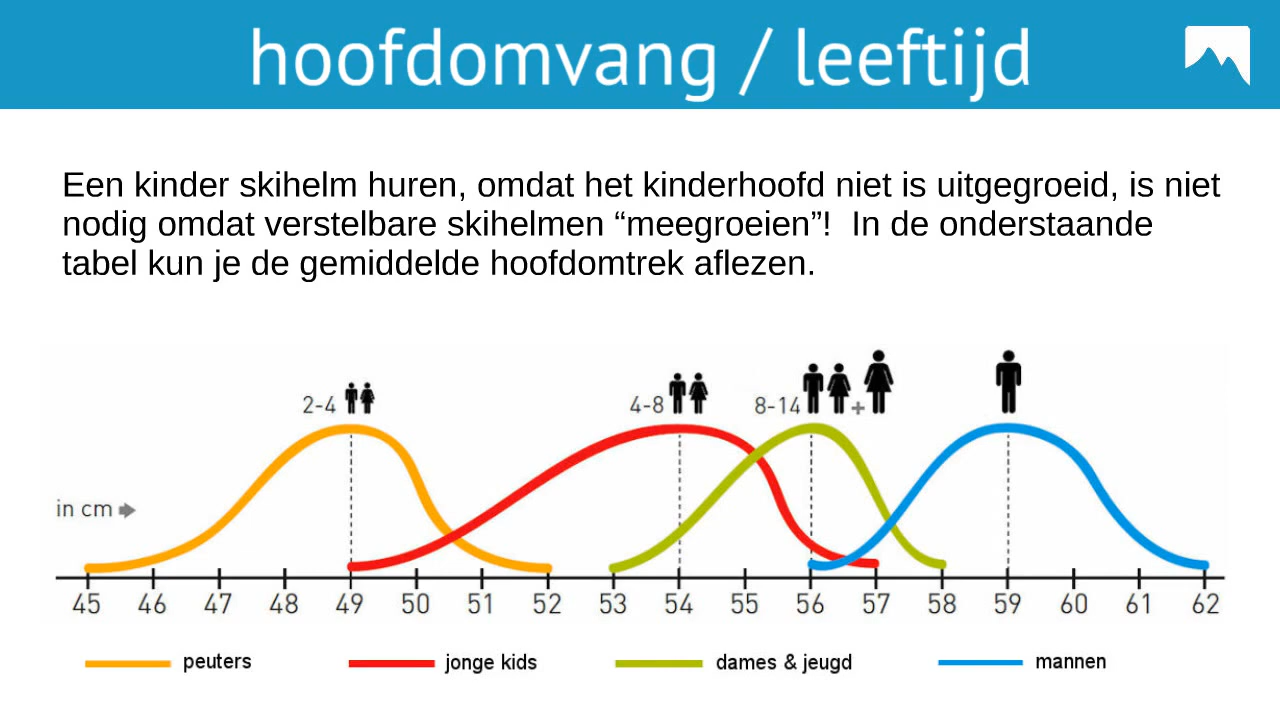 hoofdomvang / leeftijd
Een kinder skihelm huren, omdat het kinderhoofd niet is uitgegroeid, is niet
nodig omdat verstelbare skihelmen “meegroeien”!  In de onderstaande
tabel kun je de gemiddelde hoofdomtrek aflezen.
2-4 4-8 8-14 +
in cm
45 46 47 48 49 50 51 52 53 54 55 56 57 58 59 60 61 62
peuters jonge kids dames & jeugd mannen